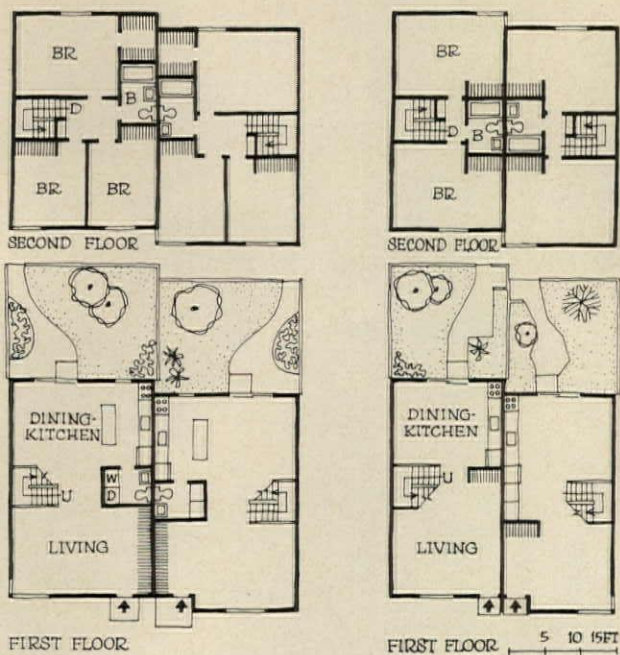 BR
D
B
BR
BR
SECOND FLOOR
DINING-
KITCHEN
W
D
U
LIVING
FIRST FLOOR
BR
D
B
BR
SECOND FLOOR
DINING-
KITCHEN
U
LIVING
FIRST FLOOR
5 10 15FT